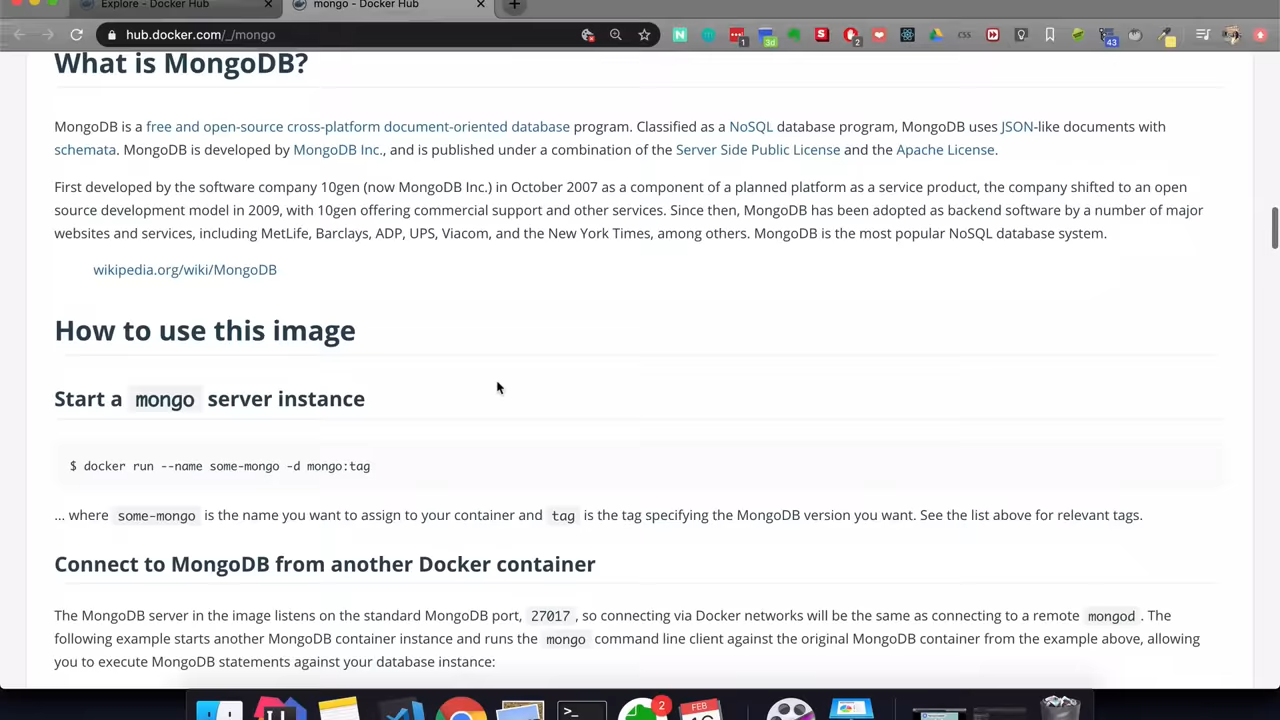 Explore - Docker Hub
mongo - Docker Hub
hub.docker.com/_/mongo
1
3d
S
2
css
43
N
What is MongoDB?
MongoDB is a free and open-source cross-platform document-oriented database program. Classified as a NoSQL database program, MongoDB uses JSON-like documents with
schemata. MongoDB is developed by MongoDB Inc., and is published under a combination of the Server Side Public License and the Apache License.
First developed by the software company 10gen (now MongoDB Inc.) in October 2007 as a component of a planned platform as a service product, the company shifted to an open
source development model in 2009, with 10gen offering commercial support and other services. Since then, MongoDB has been adopted as backend software by a number of major
websites and services, including MetLife, Barclays, ADP, UPS, Viacom, and the New York Times, among others. MongoDB is the most popular NoSQL database system.
wikipedia.org/wiki/MongoDB
How to use this image
Start a mongo server instance
$ docker run --name some-mongo -d mongo:tag
... where some-mongo is the name you want to assign to your container and tag is the tag specifying the MongoDB version you want. See the list above for relevant tags.
Connect to MongoDB from another Docker container
The MongoDB server in the image listens on the standard MongoDB port, 27017, so connecting via Docker networks will be the same as connecting to a remote mongod. The
following example starts another MongoDB container instance and runs the mongo command line client against the original MongoDB container from the example above, allowing
you to execute MongoDB statements against your database instance:
2
FEB